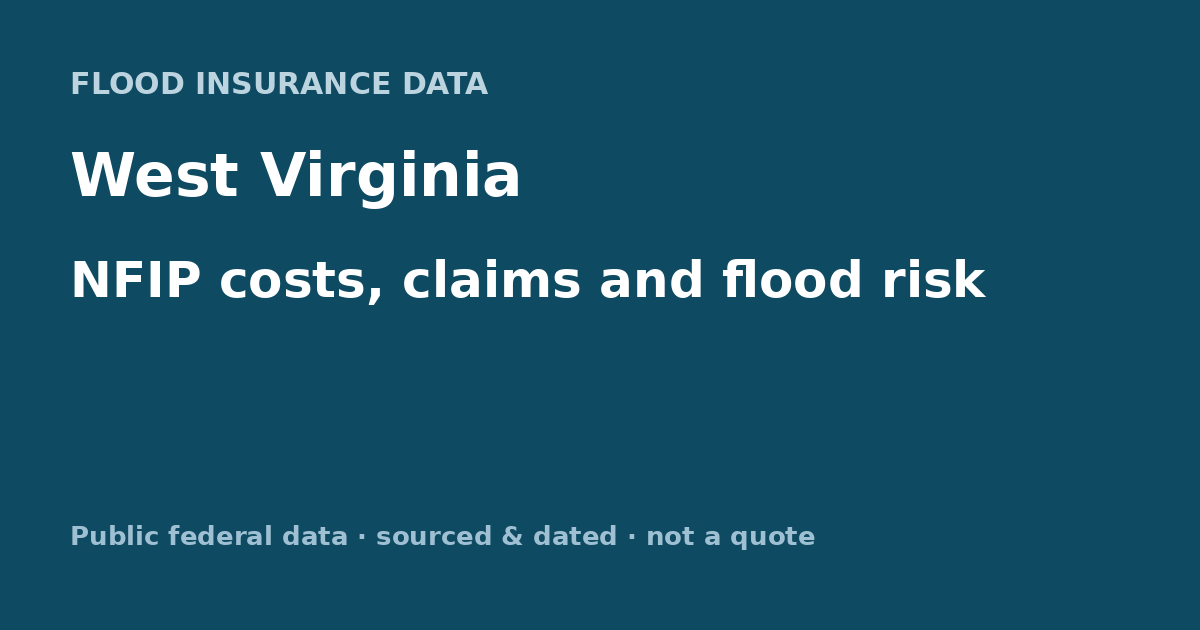 FLOOD INSURANCE DATA
West Virginia
NFIP costs, claims and flood risk
Public federal data · sourced & dated · not a quote